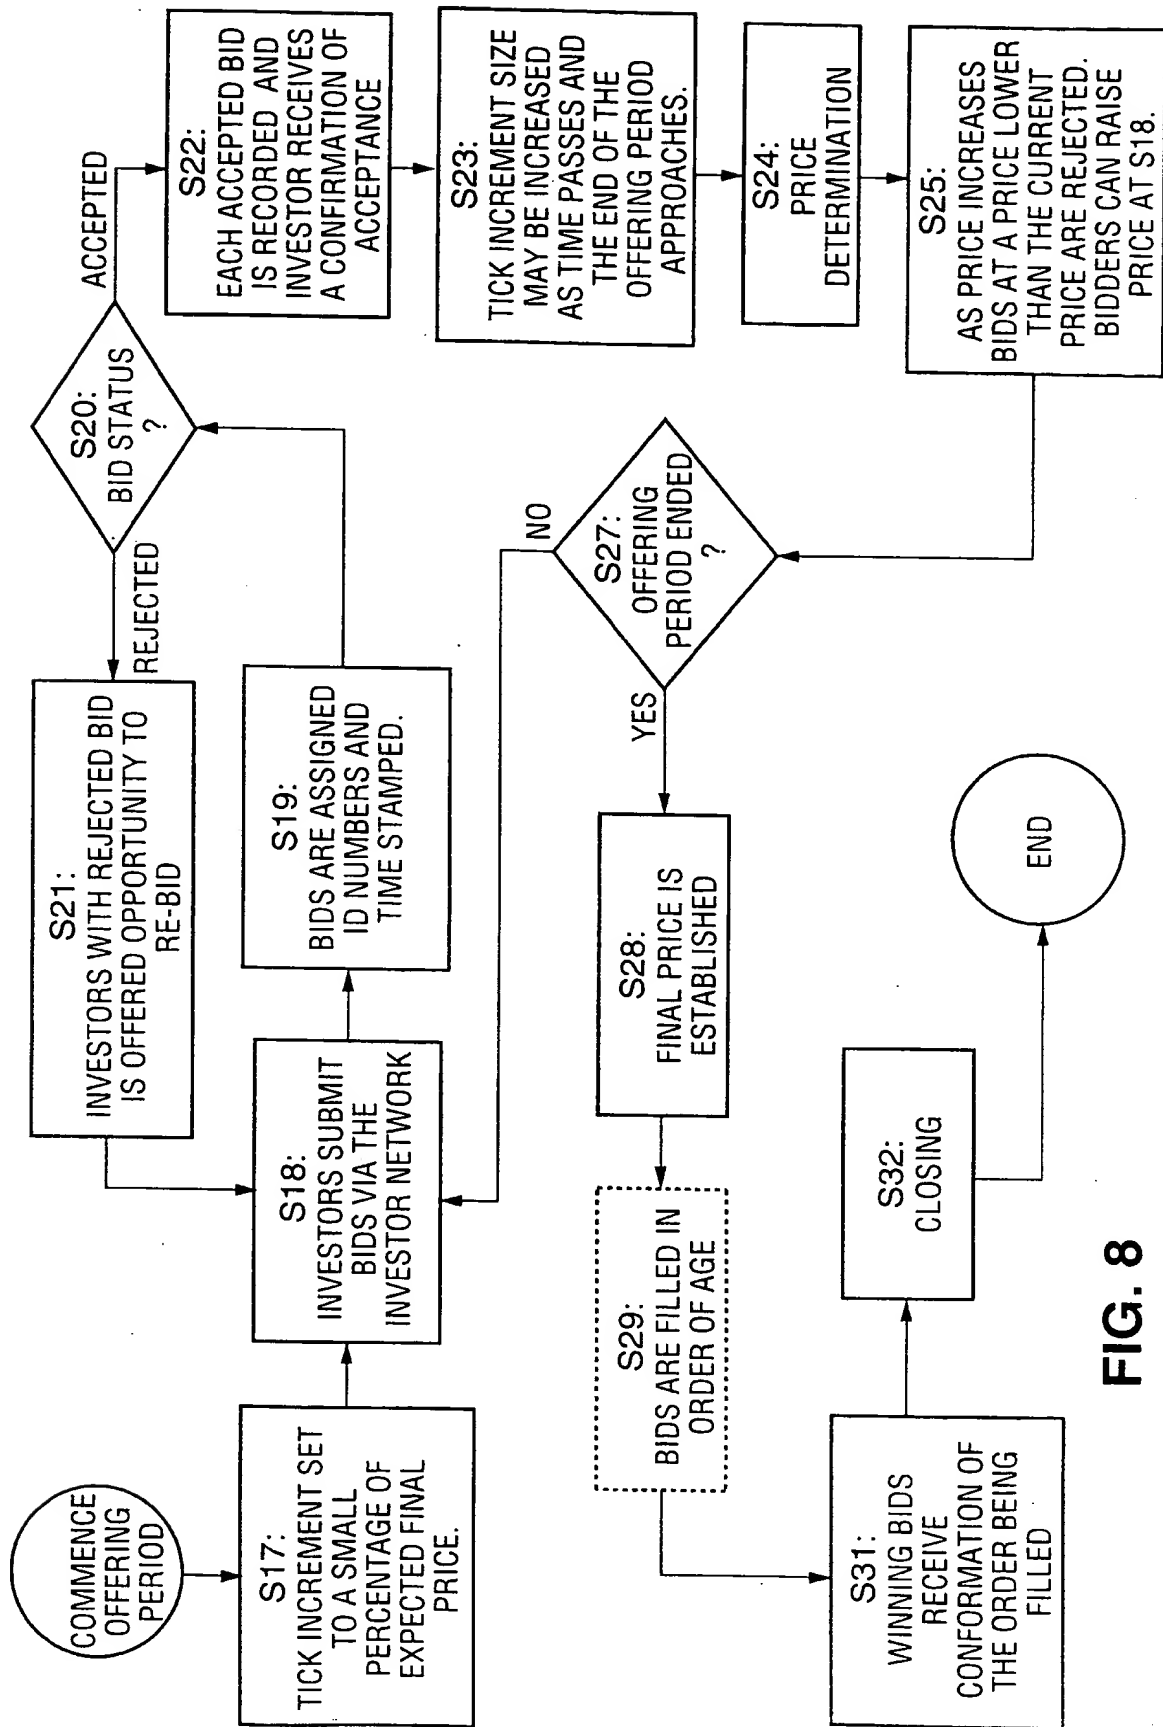 COMMENCE
OFFERING
PERIOD
S17:
TICK INCREMENT SET
TO A SMALL
PERCENTAGE OF
EXPECTED FINAL
PRICE.
S18:
INVESTORS SUBMIT
BIDS VIA THE
INVESTOR NETWORK
S19:
BIDS ARE ASSIGNED
ID NUMBERS AND
TIME STAMPED.
S20:
BID STATUS
?
REJECTED
S21:
INVESTORS WITH REJECTED BID
IS OFFERED OPPORTUNITY TO
RE-BID
ACCEPTED
S22:
EACH ACCEPTED BID
IS RECORDED AND
INVESTOR RECEIVES
A CONFIRMATION OF
ACCEPTANCE
S23:
TICK INCREMENT SIZE
MAY BE INCREASED
AS TIME PASSES AND
THE END OF THE
OFFERING PERIOD
APPROACHES.
S24:
PRICE
DETERMINATION
S25:
AS PRICE INCREASES
BIDS AT A PRICE LOWER
THAN THE CURRENT
PRICE ARE REJECTED.
BIDDERS CAN RAISE
PRICE AT S18.
S27:
OFFERING
PERIOD ENDED
?
NO
YES
S28:
FINAL PRICE IS
ESTABLISHED
S29:
BIDS ARE FILLED IN
ORDER OF AGE
S31:
WINNING BIDS
RECEIVE
CONFORMATION OF
THE ORDER BEING
FILLED
S32:
CLOSING
END
FIG. 8